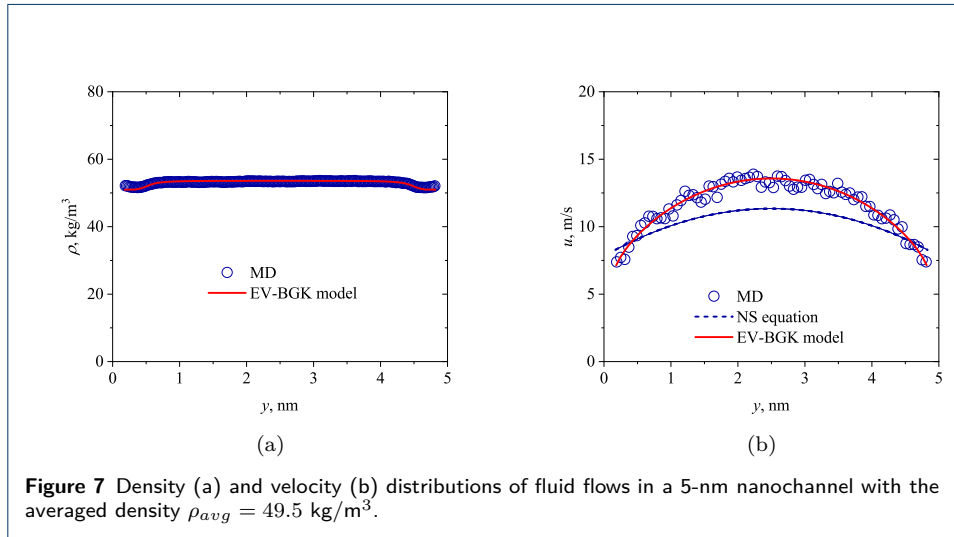 80
60
40
20
0
0 1 2 3 4 5
ρ, kg/m³
y, nm
MD
EV-BGK model
(a)
20
15
10
5
0
0 1 2 3 4 5
u, m/s
y, nm
MD
NS equation
EV-BGK model
(b)
Figure 7 Density (a) and velocity (b) distributions of fluid flows in a 5-nm nanochannel with the
averaged density ρ_avg = 49.5 kg/m³.